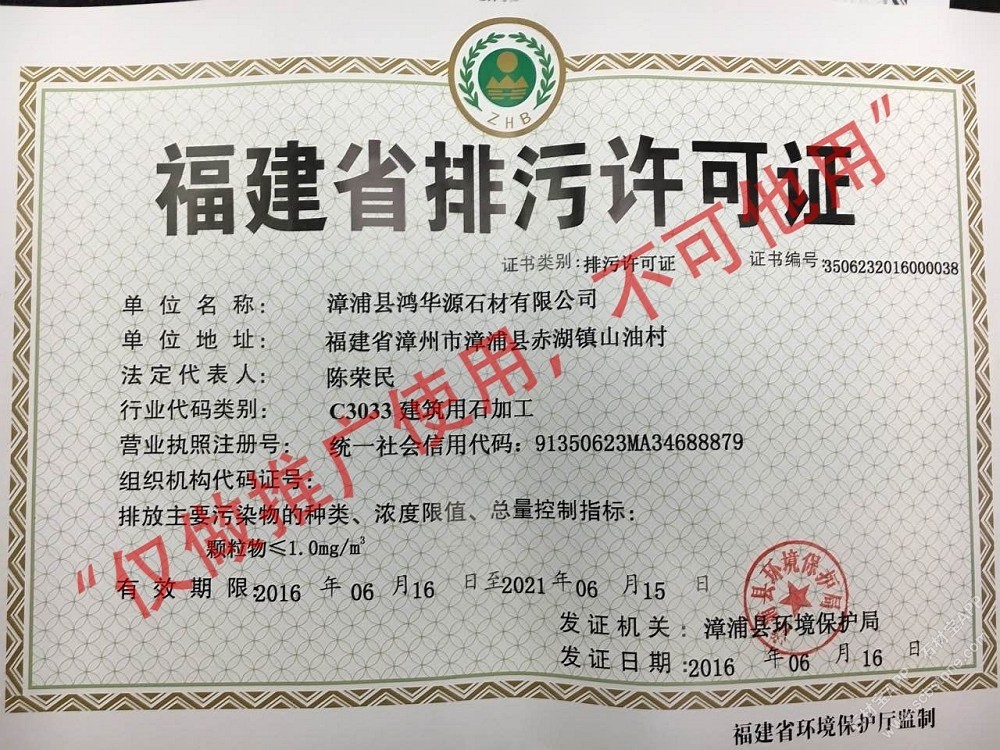 ZHB
福建省排污许可证
证书类别:排污许可证 证书编号:3506232016000038
单位名称: 漳浦县鸿华源石材有限公司
单位地址: 福建省漳州市漳浦县赤湖镇山油村
法定代表人: 陈荣民
行业代码类别: C3033 建筑用石加工
营业执照注册号: 统一社会信用代码: 91350623MA34688879
组织机构代码证号:
排放主要污染物的种类、浓度限值、总量控制指标:
颗粒物≤1.0mg/m³
有效期限:2016 年 06 月 16 日至2021 年 06 月 15 日
发证机关: 漳浦县环境保护局
发证日期:2016 年 06 月 16 日
漳浦县环境保护局
福建省环境保护厅监制
“仅做推广使用,不可他用”